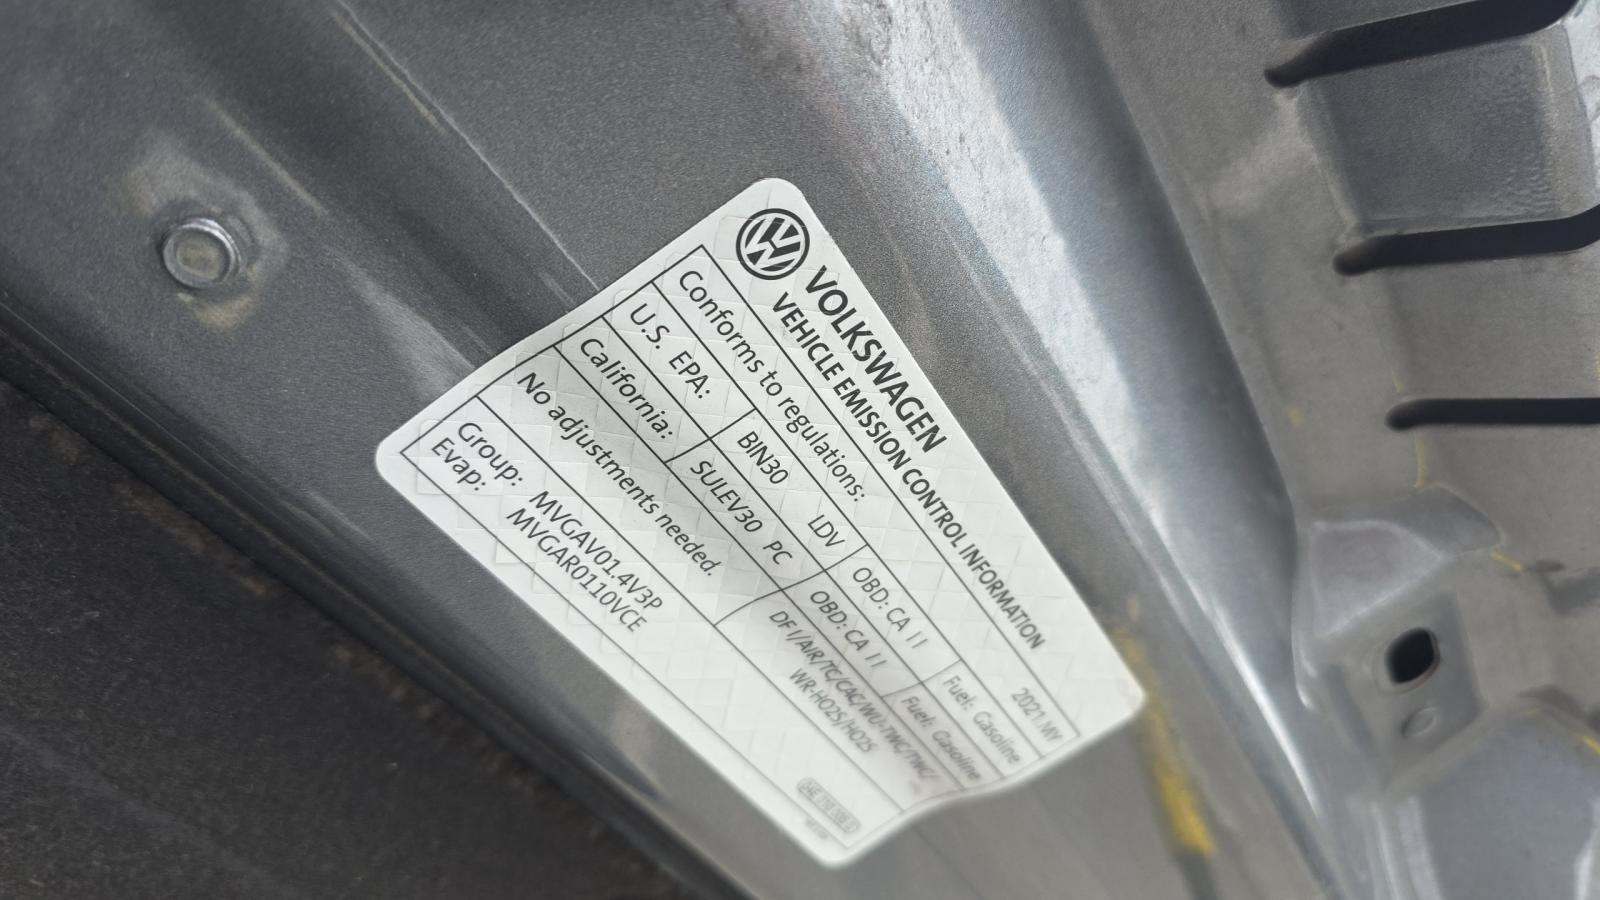 VOLKSWAGEN
VEHICLE EMISSION CONTROL INFORMATION
Conforms to regulations: 2021 MY
U.S. EPA: BIN30 LDV OBD: CA II Fuel: Gasoline
California: SULEV30 PC OBD: CA II Fuel: Gasoline
No adjustments needed. DFI/AIR/TC/CAC/WU-TWC/TWC/
WR-HO2S/HO2S
Group: MVGAV01.4V3P
Evap: MVGAR0110VCE